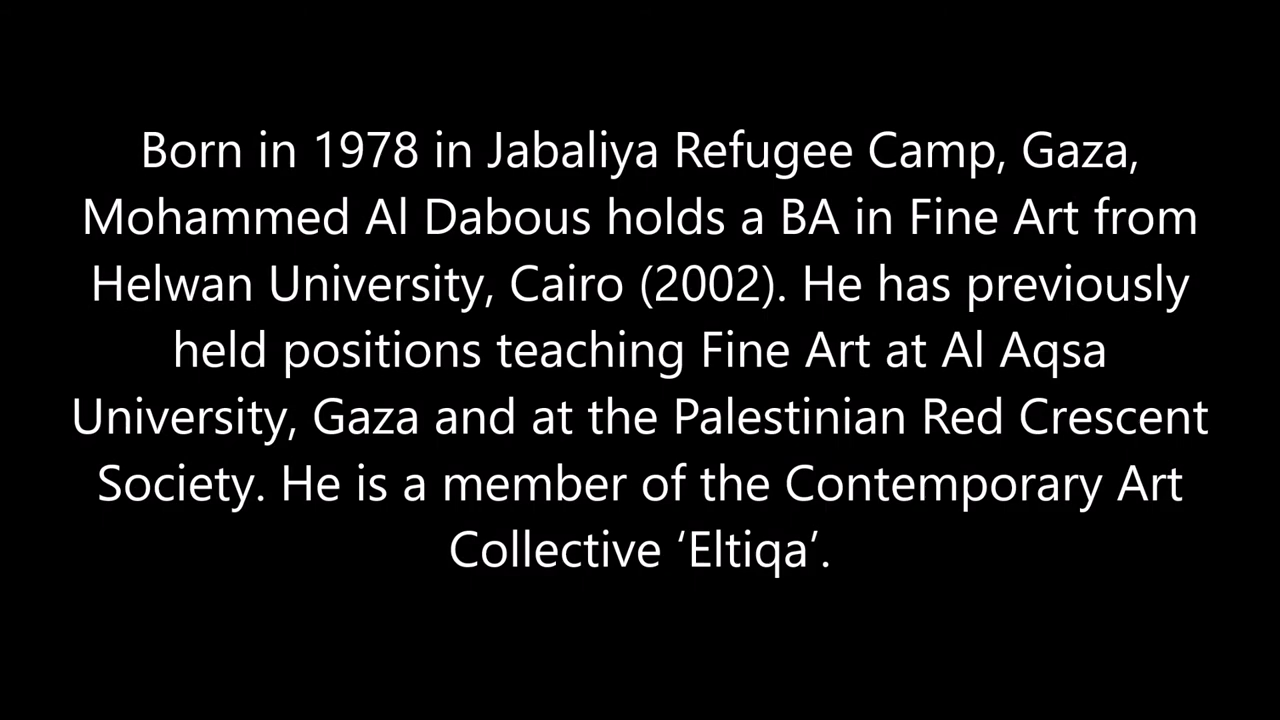 Born in 1978 in Jabaliya Refugee Camp, Gaza,
Mohammed Al Dabous holds a BA in Fine Art from
Helwan University, Cairo (2002). He has previously
held positions teaching Fine Art at Al Aqsa
University, Gaza and at the Palestinian Red Crescent
Society. He is a member of the Contemporary Art
Collective ‘Eltiqa’.